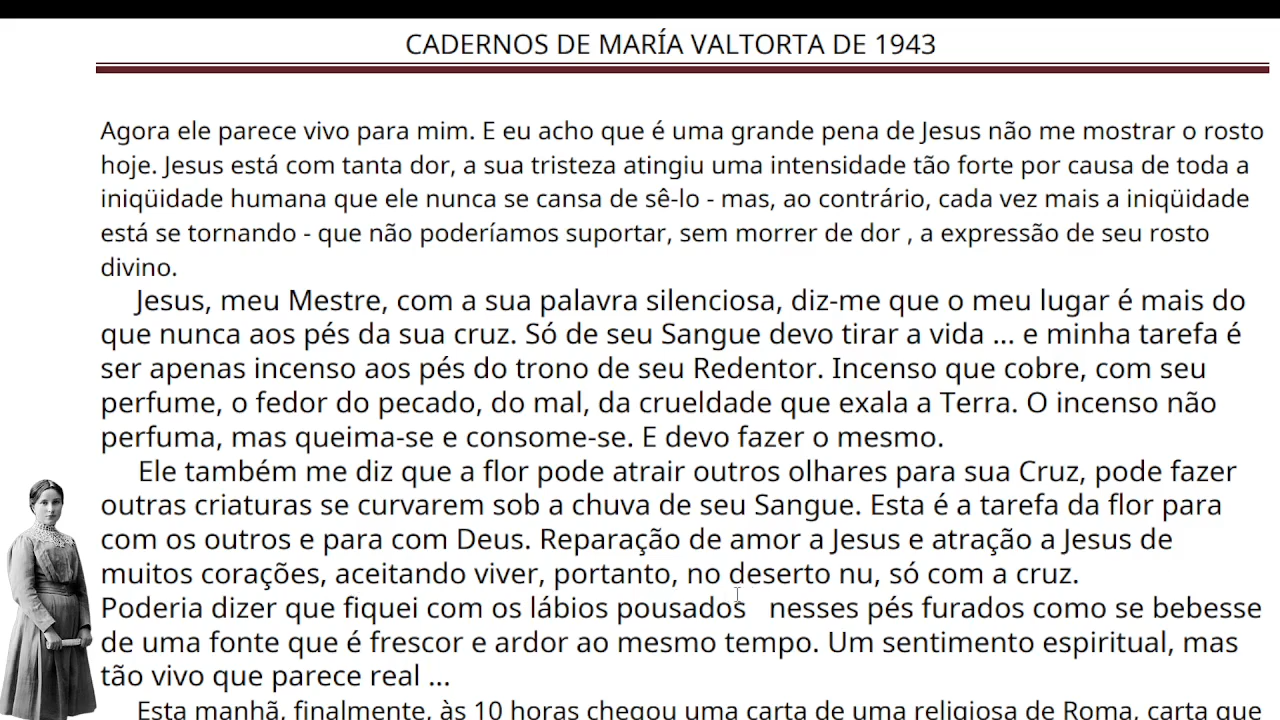 CADERNOS DE MARÍA VALTORTA DE 1943
Agora ele parece vivo para mim. E eu acho que é uma grande pena de Jesus não me mostrar o rosto
hoje. Jesus está com tanta dor, a sua tristeza atingiu uma intensidade tão forte por causa de toda a
iniqüidade humana que ele nunca se cansa de sê-lo - mas, ao contrário, cada vez mais a iniqüidade
está se tornando - que não poderíamos suportar, sem morrer de dor , a expressão de seu rosto
divino.
Jesus, meu Mestre, com a sua palavra silenciosa, diz-me que o meu lugar é mais do
que nunca aos pés da sua cruz. Só de seu Sangue devo tirar a vida ... e minha tarefa é
ser apenas incenso aos pés do trono de seu Redentor. Incenso que cobre, com seu
perfume, o fedor do pecado, do mal, da crueldade que exala a Terra. O incenso não
perfuma, mas queima-se e consome-se. E devo fazer o mesmo.
Ele também me diz que a flor pode atrair outros olhares para sua Cruz, pode fazer
outras criaturas se curvarem sob a chuva de seu Sangue. Esta é a tarefa da flor para
com os outros e para com Deus. Reparação de amor a Jesus e atração a Jesus de
muitos corações, aceitando viver, portanto, no deserto nu, só com a cruz.
Poderia dizer que fiquei com os lábios pousados nesses pés furados como se bebesse
de uma fonte que é frescor e ardor ao mesmo tempo. Um sentimento espiritual, mas
tão vivo que parece real ...
Esta manhã, finalmente, às 10 horas chegou uma carta de uma religiosa de Roma, carta que